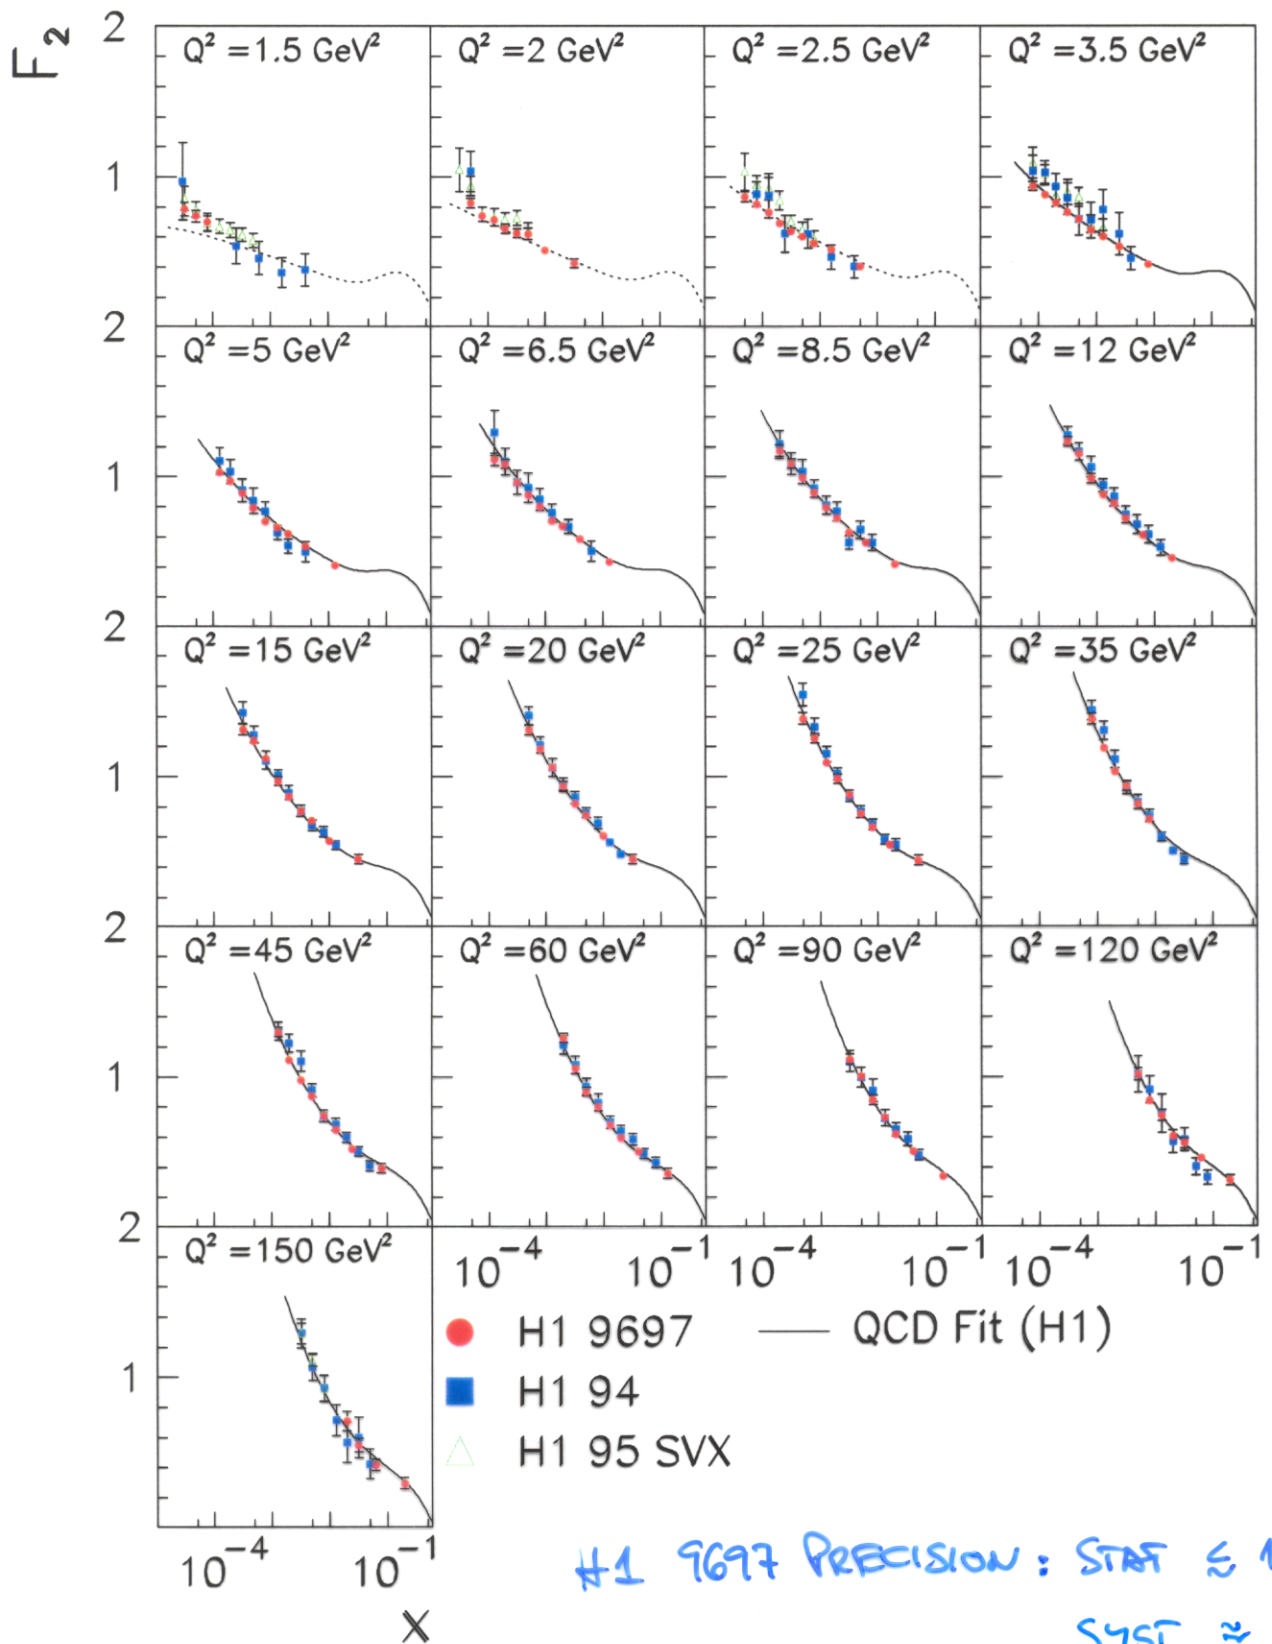 F₂
2
Q² =1.5 GeV² Q² =2 GeV² Q² =2.5 GeV² Q² =3.5 GeV²
1
2
Q² =5 GeV² Q² =6.5 GeV² Q² =8.5 GeV² Q² =12 GeV²
1
2
Q² =15 GeV² Q² =20 GeV² Q² =25 GeV² Q² =35 GeV²
1
2
Q² =45 GeV² Q² =60 GeV² Q² =90 GeV² Q² =120 GeV²
1
2
Q² =150 GeV² 10⁻⁴ 10⁻¹ 10⁻⁴ 10⁻¹ 10⁻⁴ 10⁻¹
H1 9697 QCD Fit (H1)
1
H1 94
H1 95 SVX
10⁻⁴ 10⁻¹
H1 9697 PRECISION : STAT ≲ 1
X
SYST ≈